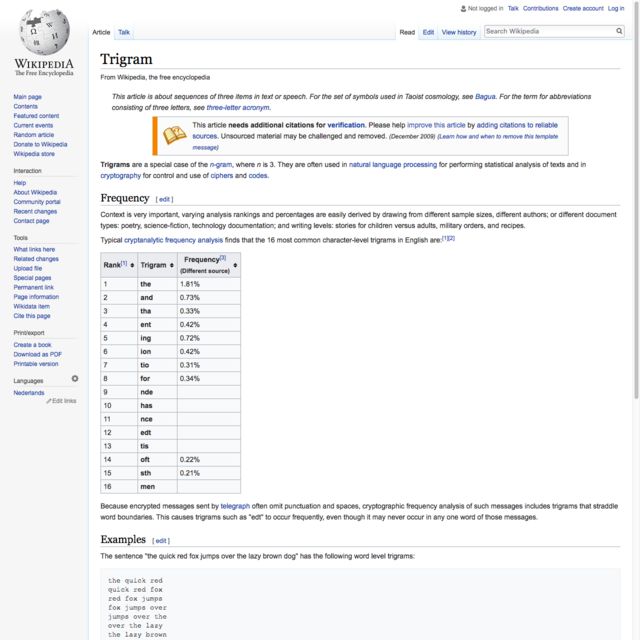 Not logged in Talk Contributions Create account Log in
Article Talk Read Edit View history Search Wikipedia
WIKIPEDIA
The Free Encyclopedia
Main page
Contents
Featured content
Current events
Random article
Donate to Wikipedia
Wikipedia store
Interaction
Help
About Wikipedia
Community portal
Recent changes
Contact page
Tools
What links here
Related changes
Upload file
Special pages
Permanent link
Page information
Wikidata item
Cite this page
Print/export
Create a book
Download as PDF
Printable version
Languages
Nederlands
Edit links
Trigram
From Wikipedia, the free encyclopedia
This article is about sequences of three items in text or speech. For the set of symbols used in Taoist cosmology, see Bagua. For the term for abbreviations
consisting of three letters, see three-letter acronym.
This article needs additional citations for verification. Please help improve this article by adding citations to reliable
sources. Unsourced material may be challenged and removed. (December 2009) (Learn how and when to remove this template
message)
Trigrams are a special case of the n-gram, where n is 3. They are often used in natural language processing for performing statistical analysis of texts and in
cryptography for control and use of ciphers and codes.
Frequency [ edit ]
Context is very important, varying analysis rankings and percentages are easily derived by drawing from different sample sizes, different authors; or different document
types: poetry, science-fiction, technology documentation; and writing levels: stories for children versus adults, military orders, and recipes.
Typical cryptanalytic frequency analysis finds that the 16 most common character-level trigrams in English are:[1][2]
Rank[1] Trigram Frequency[3]
(Different source)
1 the 1.81%
2 and 0.73%
3 tha 0.33%
4 ent 0.42%
5 ing 0.72%
6 ion 0.42%
7 tio 0.31%
8 for 0.34%
9 nde
10 has
11 nce
12 edt
13 tis
14 oft 0.22%
15 sth 0.21%
16 men
Because encrypted messages sent by telegraph often omit punctuation and spaces, cryptographic frequency analysis of such messages includes trigrams that straddle
word boundaries. This causes trigrams such as "edt" to occur frequently, even though it may never occur in any one word of those messages.
Examples [ edit ]
The sentence "the quick red fox jumps over the lazy brown dog" has the following word level trigrams:
the quick red
quick red fox
red fox jumps
fox jumps over
jumps over the
over the lazy
the lazy brown